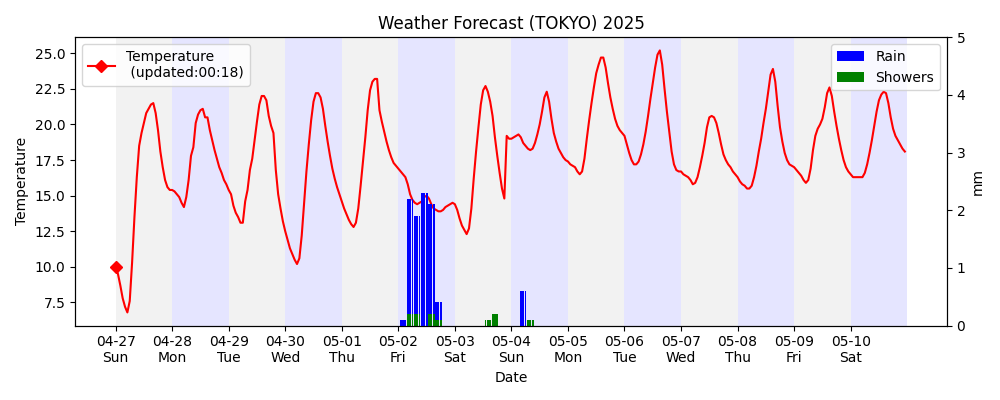 Weather Forecast (TOKYO) 2025
Temperature
(updated:00:18)
Rain
Showers
Temperature
25.0
22.5
20.0
17.5
15.0
12.5
10.0
7.5
5
4
3
2
1
0
mm
04-27 04-28 04-29 04-30 05-01 05-02 05-03 05-04 05-05 05-06 05-07 05-08 05-09 05-10
Sun Mon Tue Wed Thu Fri Sat Sun Mon Tue Wed Thu Fri Sat
Date